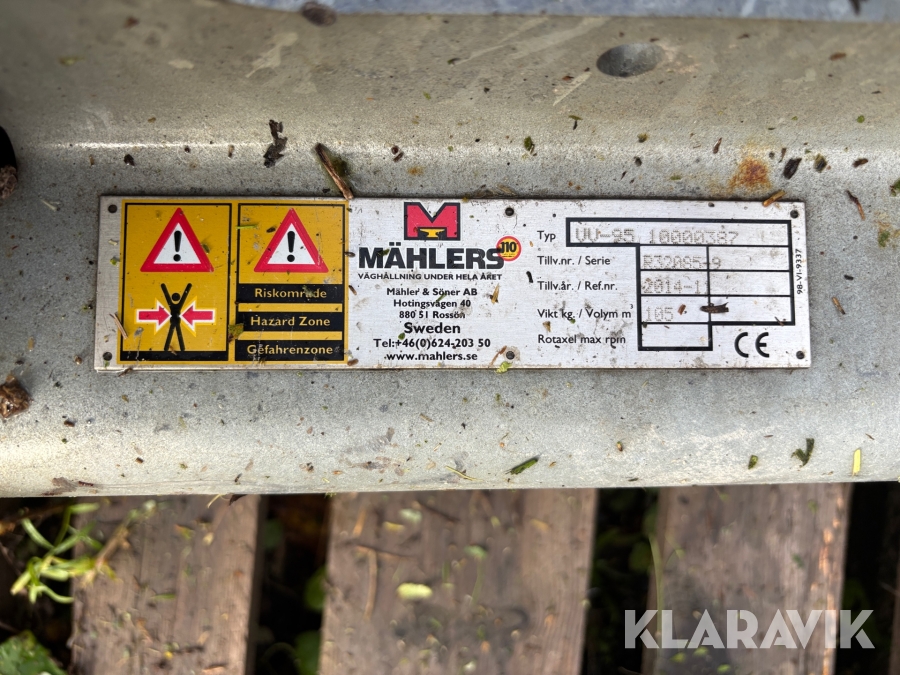 Riskområde
Hazard Zone
Gefahrenzone
M
MÄHLERS
VÄGHÅLLNING UNDER HELA ÅRET
Mähler & Söner AB
Hotingsvägen 40
880 51 Rossön
Sweden
Tel:+46(0)624-203 50
www.mahlers.se
Typ VV-95 10000387
Tillv.nr. / Serie R32085-9
Tillv.år. / Ref.nr. 2014-11
Vikt kg. / Volym m³ 105
Rotaxel max rpm
CE
98-VI-9337
KLARAVIK